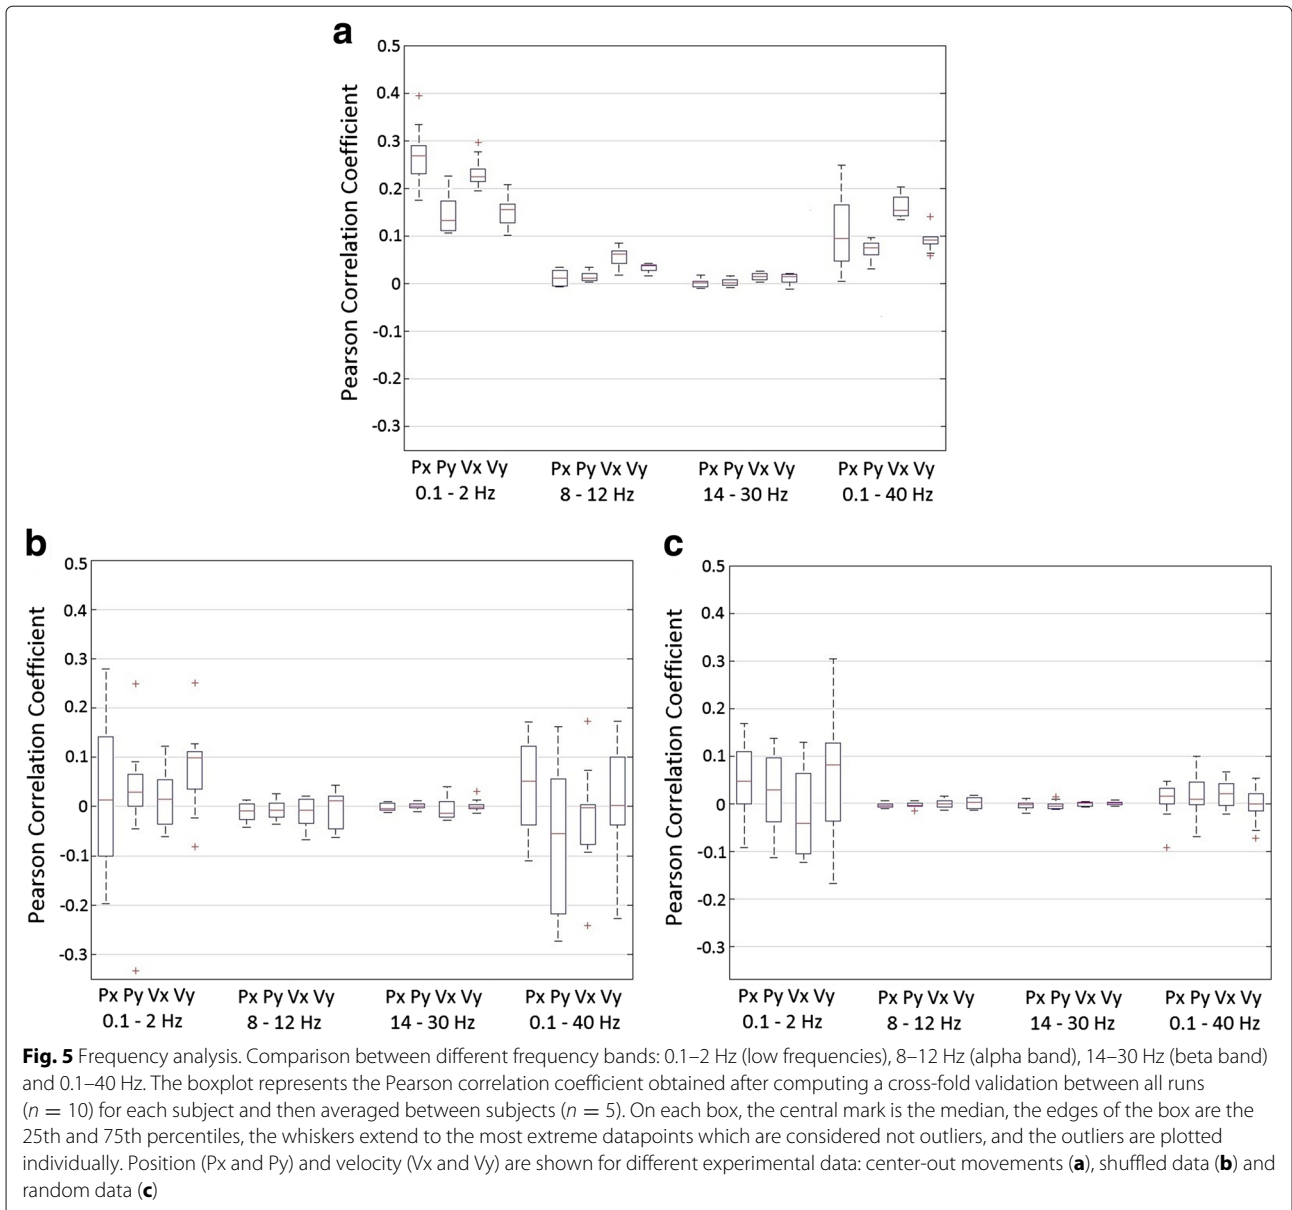 a
0.5
0.4
0.3
0.2
0.1
0
-0.1
-0.2
-0.3
Pearson Correlation Coefficient
Px Py Vx Vy Px Py Vx Vy Px Py Vx Vy Px Py Vx Vy
0.1 - 2 Hz 8 - 12 Hz 14 - 30 Hz 0.1 - 40 Hz
b
0.5
0.4
0.3
0.2
0.1
0
-0.1
-0.2
-0.3
Pearson Correlation Coefficient
Px Py Vx Vy Px Py Vx Vy Px Py Vx Vy Px Py Vx Vy
0.1 - 2 Hz 8 - 12 Hz 14 - 30 Hz 0.1 - 40 Hz
c
0.5
0.4
0.3
0.2
0.1
0
-0.1
-0.2
-0.3
Pearson Correlation Coefficient
Px Py Vx Vy Px Py Vx Vy Px Py Vx Vy Px Py Vx Vy
0.1 - 2 Hz 8 - 12 Hz 14 - 30 Hz 0.1 - 40 Hz
Fig. 5 Frequency analysis. Comparison between different frequency bands: 0.1–2 Hz (low frequencies), 8–12 Hz (alpha band), 14–30 Hz (beta band)
and 0.1–40 Hz. The boxplot represents the Pearson correlation coefficient obtained after computing a cross-fold validation between all runs
(n = 10) for each subject and then averaged between subjects (n = 5). On each box, the central mark is the median, the edges of the box are the
25th and 75th percentiles, the whiskers extend to the most extreme datapoints which are considered not outliers, and the outliers are plotted
individually. Position (Px and Py) and velocity (Vx and Vy) are shown for different experimental data: center-out movements (a), shuffled data (b) and
random data (c)